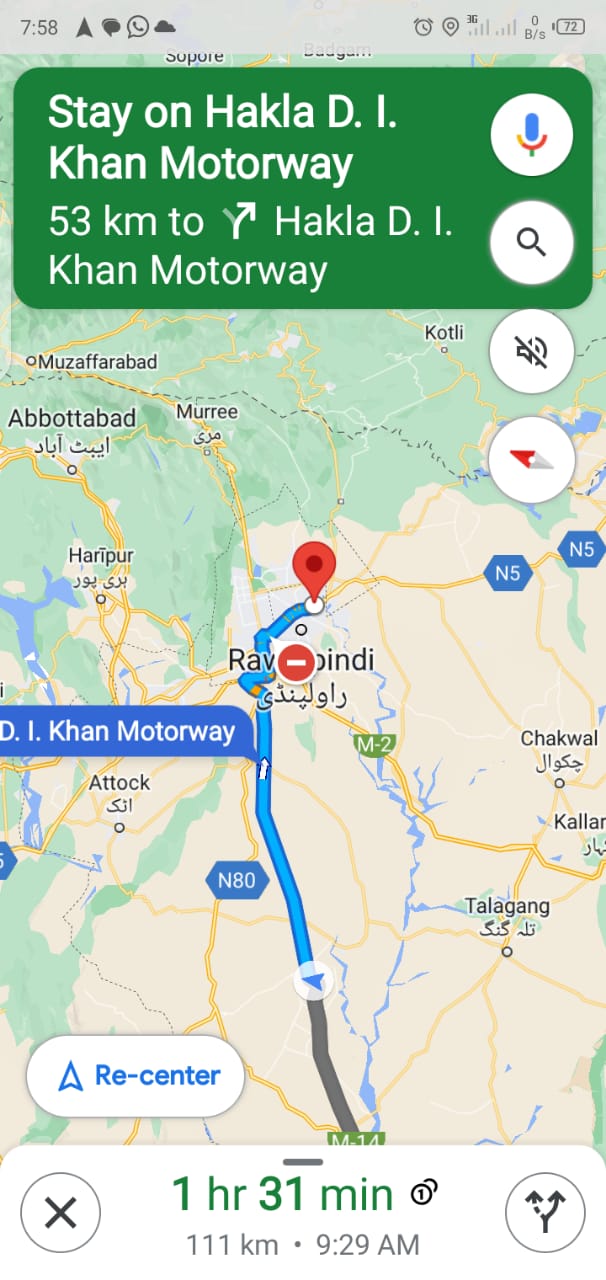 7:58
3G
0
B/s
72
Sopore
Badgam
Stay on Hakla D. I.
Khan Motorway
53 km to Hakla D. I.
Khan Motorway
Kotli
Muzaffarabad
Abbottabad
ایبٹ آباد
Murree
مری
Harīpur
ہری پور
N5
N5
راولپنڈی
D. I. Khan Motorway
M-2
Chakwal
چکوال
Attock
اٹک
Kallar
N80
Talagang
تلہ گنگ
Re-center
M-14
1 hr 31 min
111 km • 9:29 AM